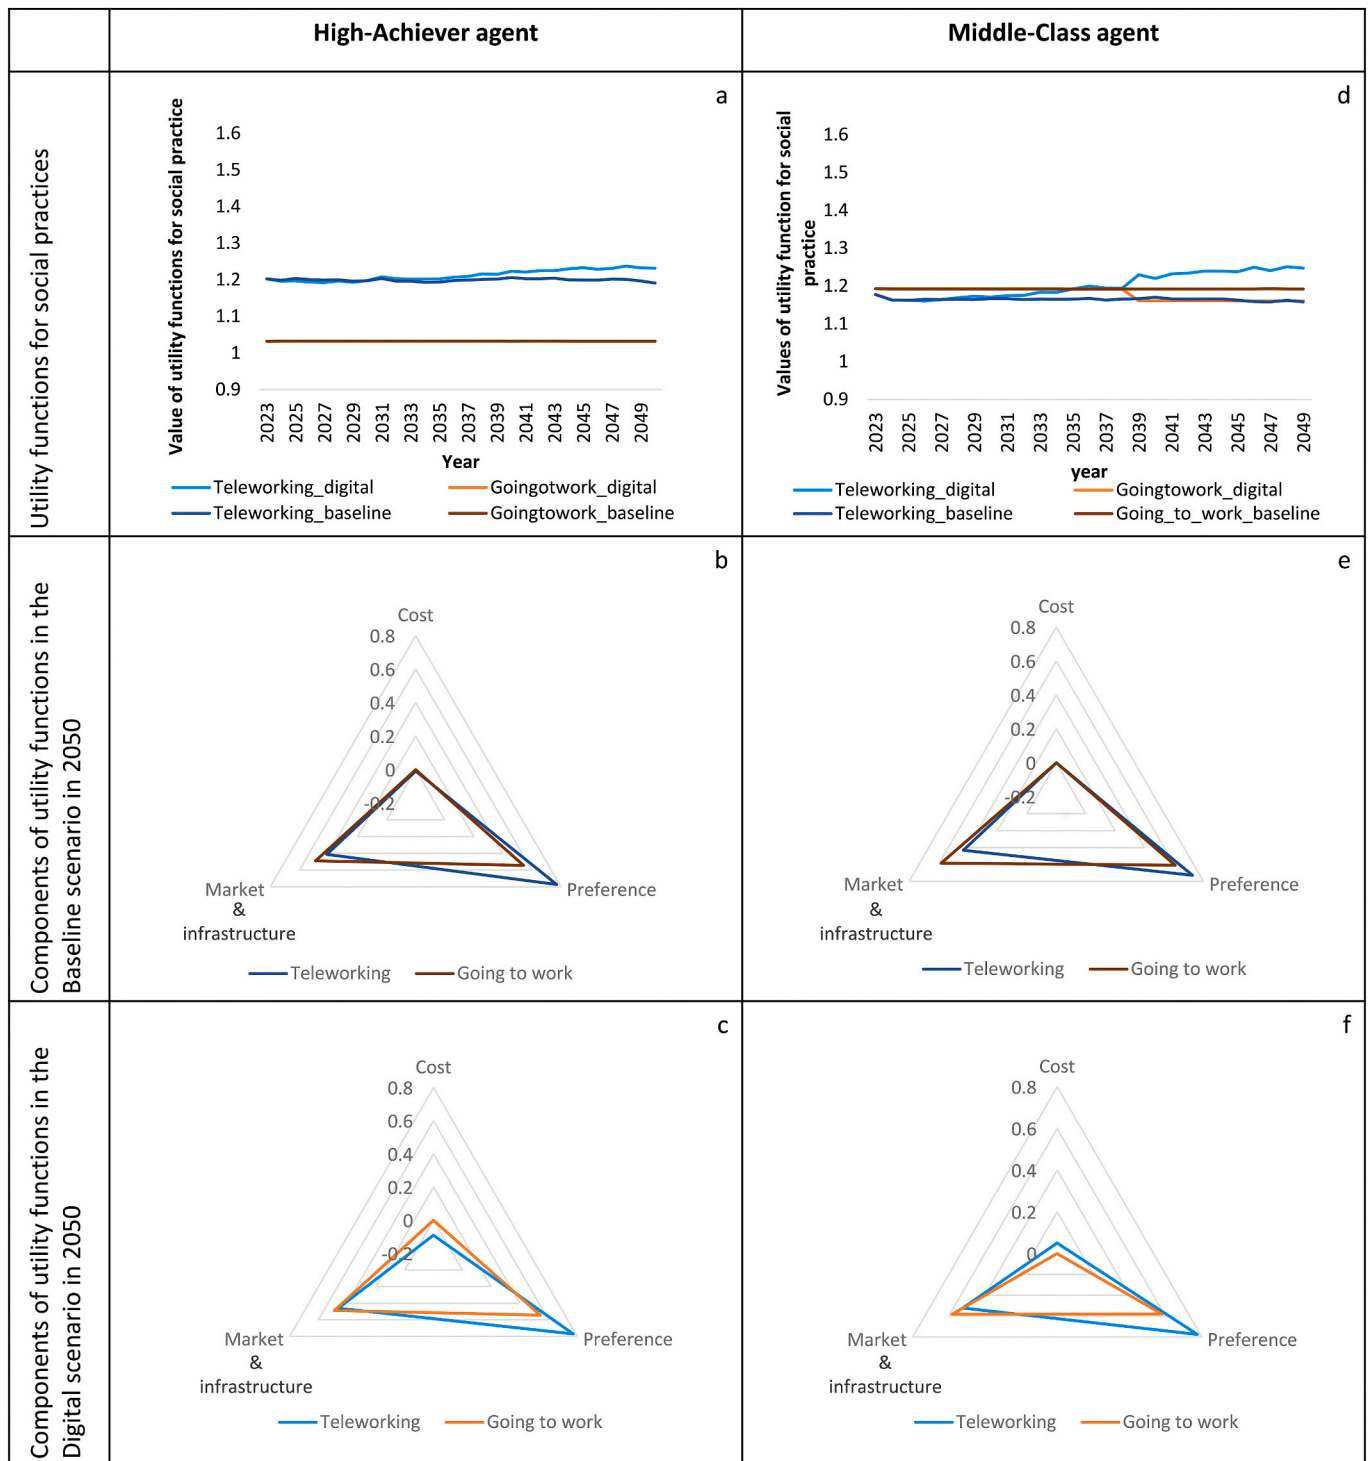 High-Achiever agent
Middle-Class agent
Utility functions for social practices
a
Value of utility functions for social practice
1.6
1.5
1.4
1.3
1.2
1.1
1
0.9
2023
2025
2027
2029
2031
2033
2035
2037
2039
2041
2043
2045
2047
2049
Year
Teleworking_digital
Goingotwork_digital
Teleworking_baseline
Goingtowork_baseline
d
Values of utility function for social
practice
1.6
1.5
1.4
1.3
1.2
1.1
1
0.9
2023
2025
2027
2029
2031
2033
2035
2037
2039
2041
2043
2045
2047
2049
year
Teleworking_digital
Goingtowork_digital
Teleworking_baseline
Going_to_work_baseline
Components of utility functions in the
Baseline scenario in 2050
b
Cost
0.8
0.6
0.4
0.2
0
-0.2
Market
&
infrastructure
Preference
Teleworking
Going to work
e
Cost
0.8
0.6
0.4
0.2
0
-0.2
Market
&
infrastructure
Preference
Teleworking
Going to work
Components of utility functions in the
Digital scenario in 2050
c
Cost
0.8
0.6
0.4
0.2
0
-0.2
Market
&
infrastructure
Preference
Teleworking
Going to work
f
Cost
0.8
0.6
0.4
0.2
0
Market
&
infrastructure
Preference
Teleworking
Going to work